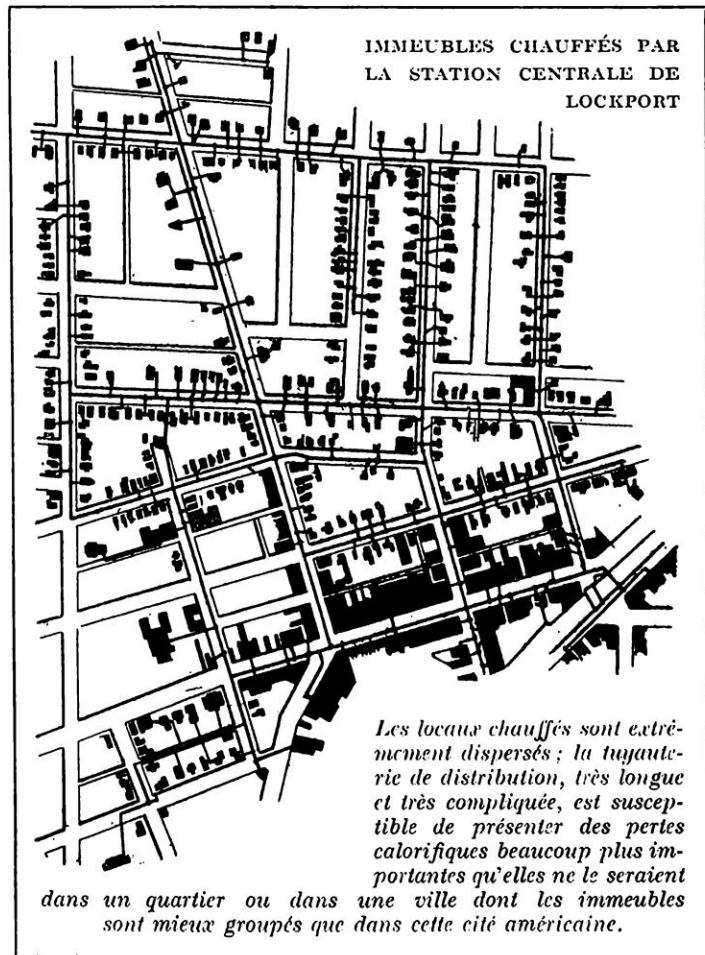 IMMEUBLES CHAUFFÉS PAR
LA STATION CENTRALE DE
LOCKPORT
Les locaux chauffés sont extrê-
mement dispersés ; la tuyaute-
rie de distribution, très longue
et très compliquée, est suscep-
tible de présenter des pertes
calorifiques beaucoup plus im-
portantes qu'elles ne le seraient
dans un quartier ou dans une ville dont les immeubles
sont mieux groupés que dans cette cité américaine.